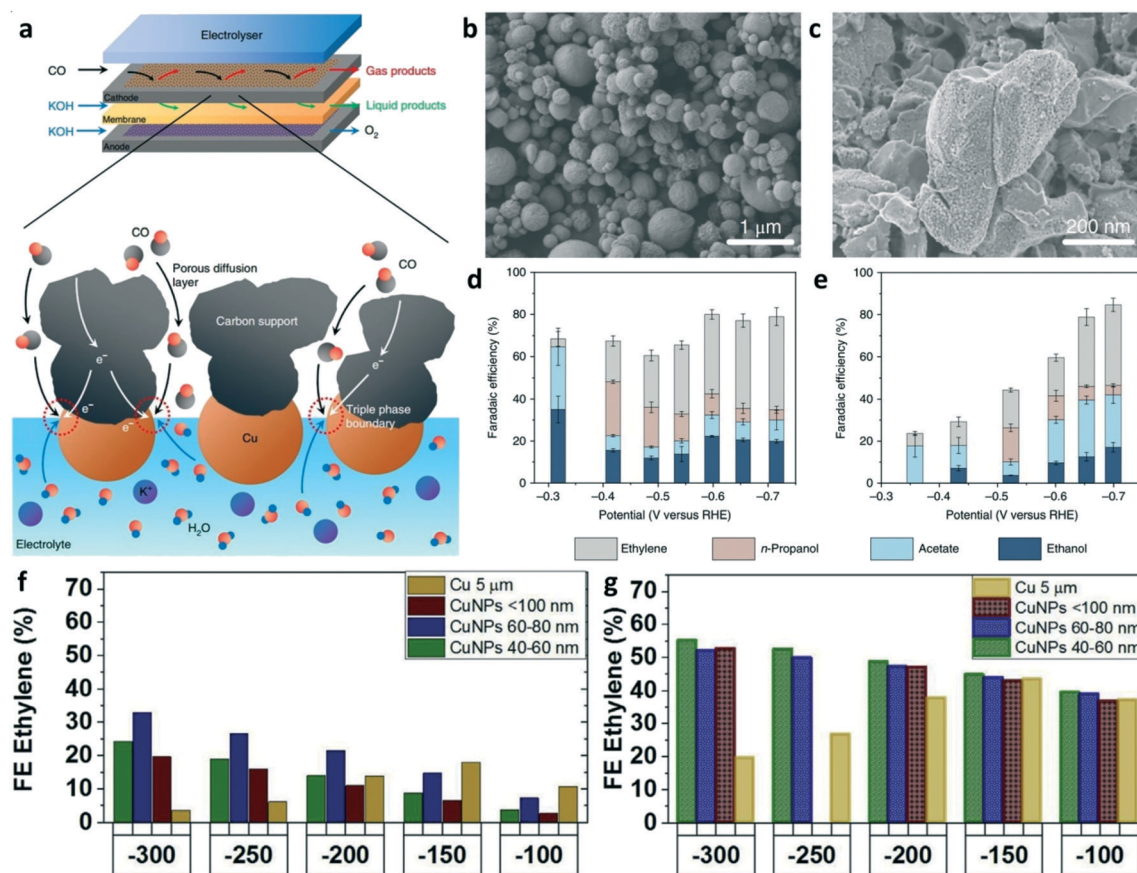 a
Electrolyser
CO
Gas products
Cathode
KOH
Liquid products
Membrane
KOH
O2
Anode
CO
Porous diffusion
layer
CO
Carbon support
e−
e−
e−
Triple phase
boundary
e−
Cu
K+
H2O
Electrolyte
b
1 μm
c
200 nm
d
100
80
60
40
20
0
Faradaic efficiency (%)
−0.3 −0.4 −0.5 −0.6 −0.7
Potential (V versus RHE)
e
100
80
60
40
20
0
Faradaic efficiency (%)
−0.4 −0.5 −0.6 −0.7
Potential (V versus RHE)
Ethylene n-Propanol Acetate Ethanol
f
FE Ethylene (%)
70
60
50
40
30
20
10
0
Cu 5 μm
CuNPs <100 nm
CuNPs 60-80 nm
CuNPs 40-60 nm
-300 -250 -200 -150 -100
g
FE Ethylene (%)
70
60
50
40
30
20
10
0
Cu 5 μm
CuNPs <100 nm
CuNPs 60-80 nm
CuNPs 40-60 nm
-300 -250 -200 -150 -100